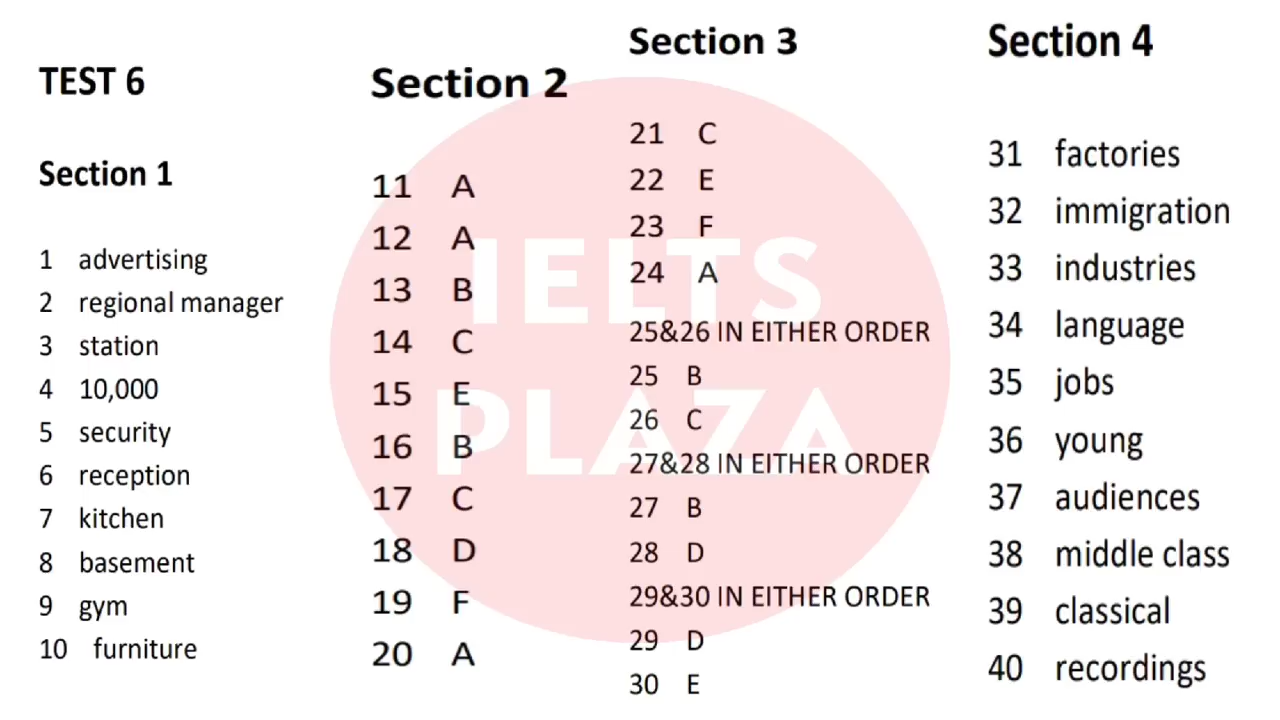 TEST 6
Section 1
1 advertising
2 regional manager
3 station
4 10,000
5 security
6 reception
7 kitchen
8 basement
9 gym
10 furniture
Section 2
11 A
12 A
13 B
14 C
15 E
16 B
17 C
18 D
19 F
20 A
Section 3
21 C
22 E
23 F
24 A
25&26 IN EITHER ORDER
25 B
26 C
27&28 IN EITHER ORDER
27 B
28 D
29&30 IN EITHER ORDER
29 D
30 E
Section 4
31 factories
32 immigration
33 industries
34 language
35 jobs
36 young
37 audiences
38 middle class
39 classical
40 recordings
IELTS
PLAZA